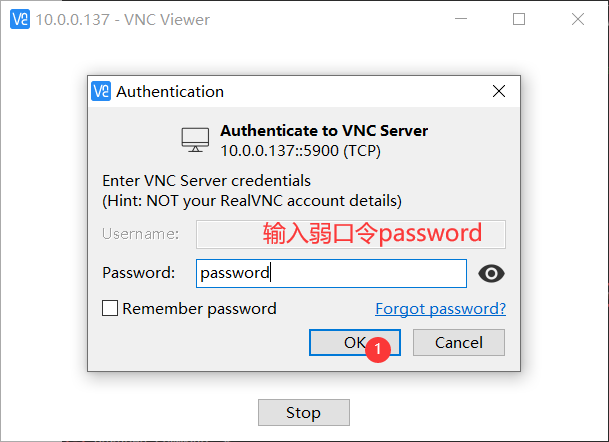 10.0.0.137 - VNC Viewer
Authentication
Authenticate to VNC Server
10.0.0.137::5900 (TCP)
Enter VNC Server credentials
(Hint: NOT your RealVNC account details)
Username: 输入弱口令password
Password: password
Remember password Forgot password?
OK 1 Cancel
Stop